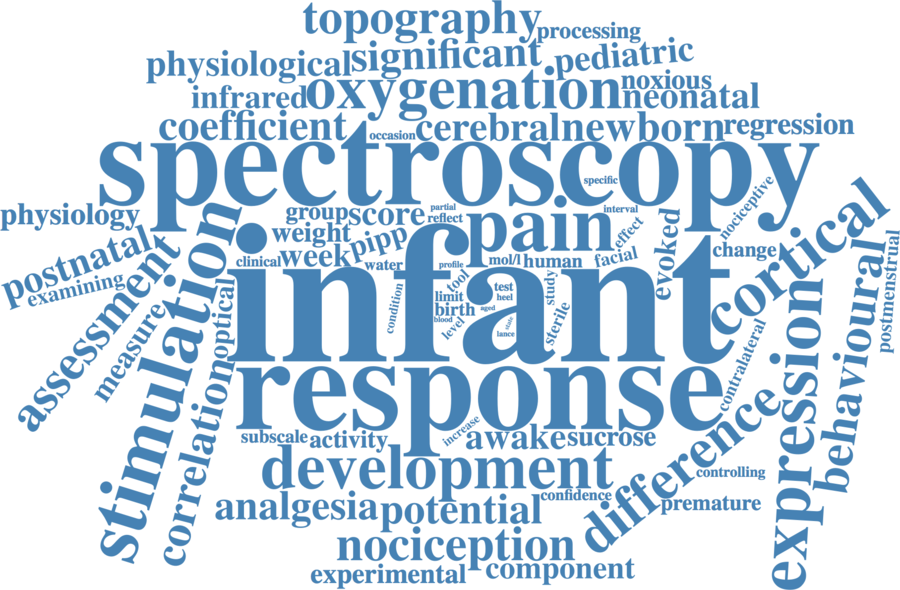 topography
processing
physiological
significant
pediatric
infrared
oxygenation
noxious
neonatal
coefficient
occasion
cerebral
newborn
regression
spectroscopy
specific
physiology
group
score
partial
reflect
pain
interval
effect
nociceptive
cortical
weight
pipp
evoked
change
postnatal
examining
clinical
week
water
profile
mol/l
human
facial
infant
assessment
measure
stimulation
optical
correlation
condition
tool
limit
birth
blood
level
aged
test
heel
state
lance
study
sterile
contralateral
behavioural
postmenstrual
expression
response
difference
subscale
activity
increase
awake
sucrose
development
controlling
analgesia
potential
confidence
premature
nociception
experimental
component